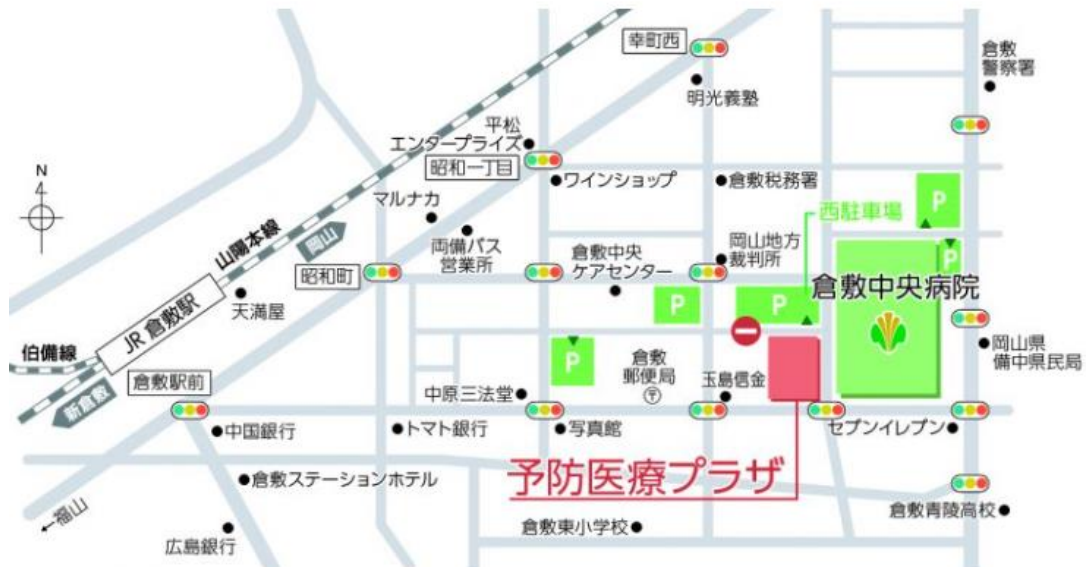 幸町西
倉敷
警察署
明光義塾
平松
エンタープライズ
昭和一丁目
ワインショップ
倉敷税務署
P
N
4
マルナカ
西駐車場
山陽本線
岡山
両備バス
営業所
倉敷中央
ケアセンター
岡山地方
裁判所
P
昭和町
倉敷中央病院
JR 倉敷駅
天満屋
P
P
伯備線
岡山県
備中県民局
倉敷駅前
P
倉敷
郵便局
〒
玉島信金
新倉敷
中原三法堂
中国銀行
トマト銀行
写真館
セブンイレブン
予防医療プラザ
倉敷ステーションホテル
←福山
倉敷青陵高校
広島銀行
倉敷東小学校